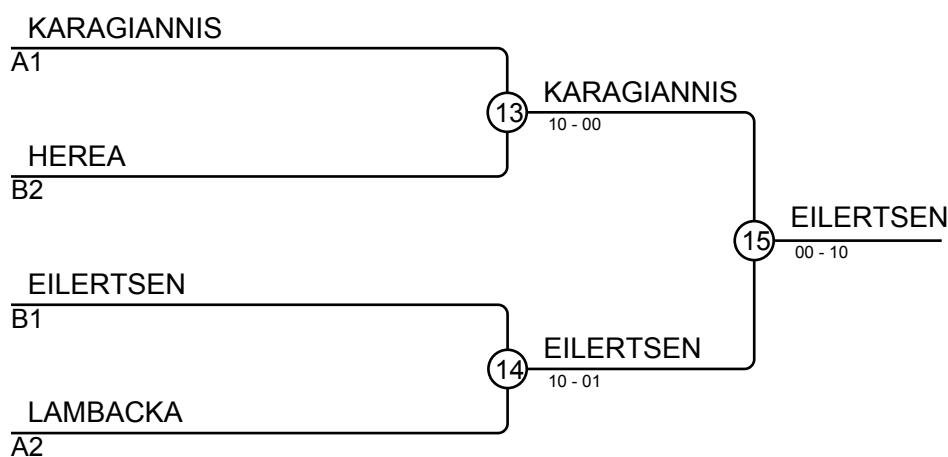 KARAGIANNIS
A1
13
KARAGIANNIS
10 - 00
HEREA
B2
15
EILERTSEN
00 - 10
EILERTSEN
B1
14
EILERTSEN
10 - 01
LAMBACKA
A2